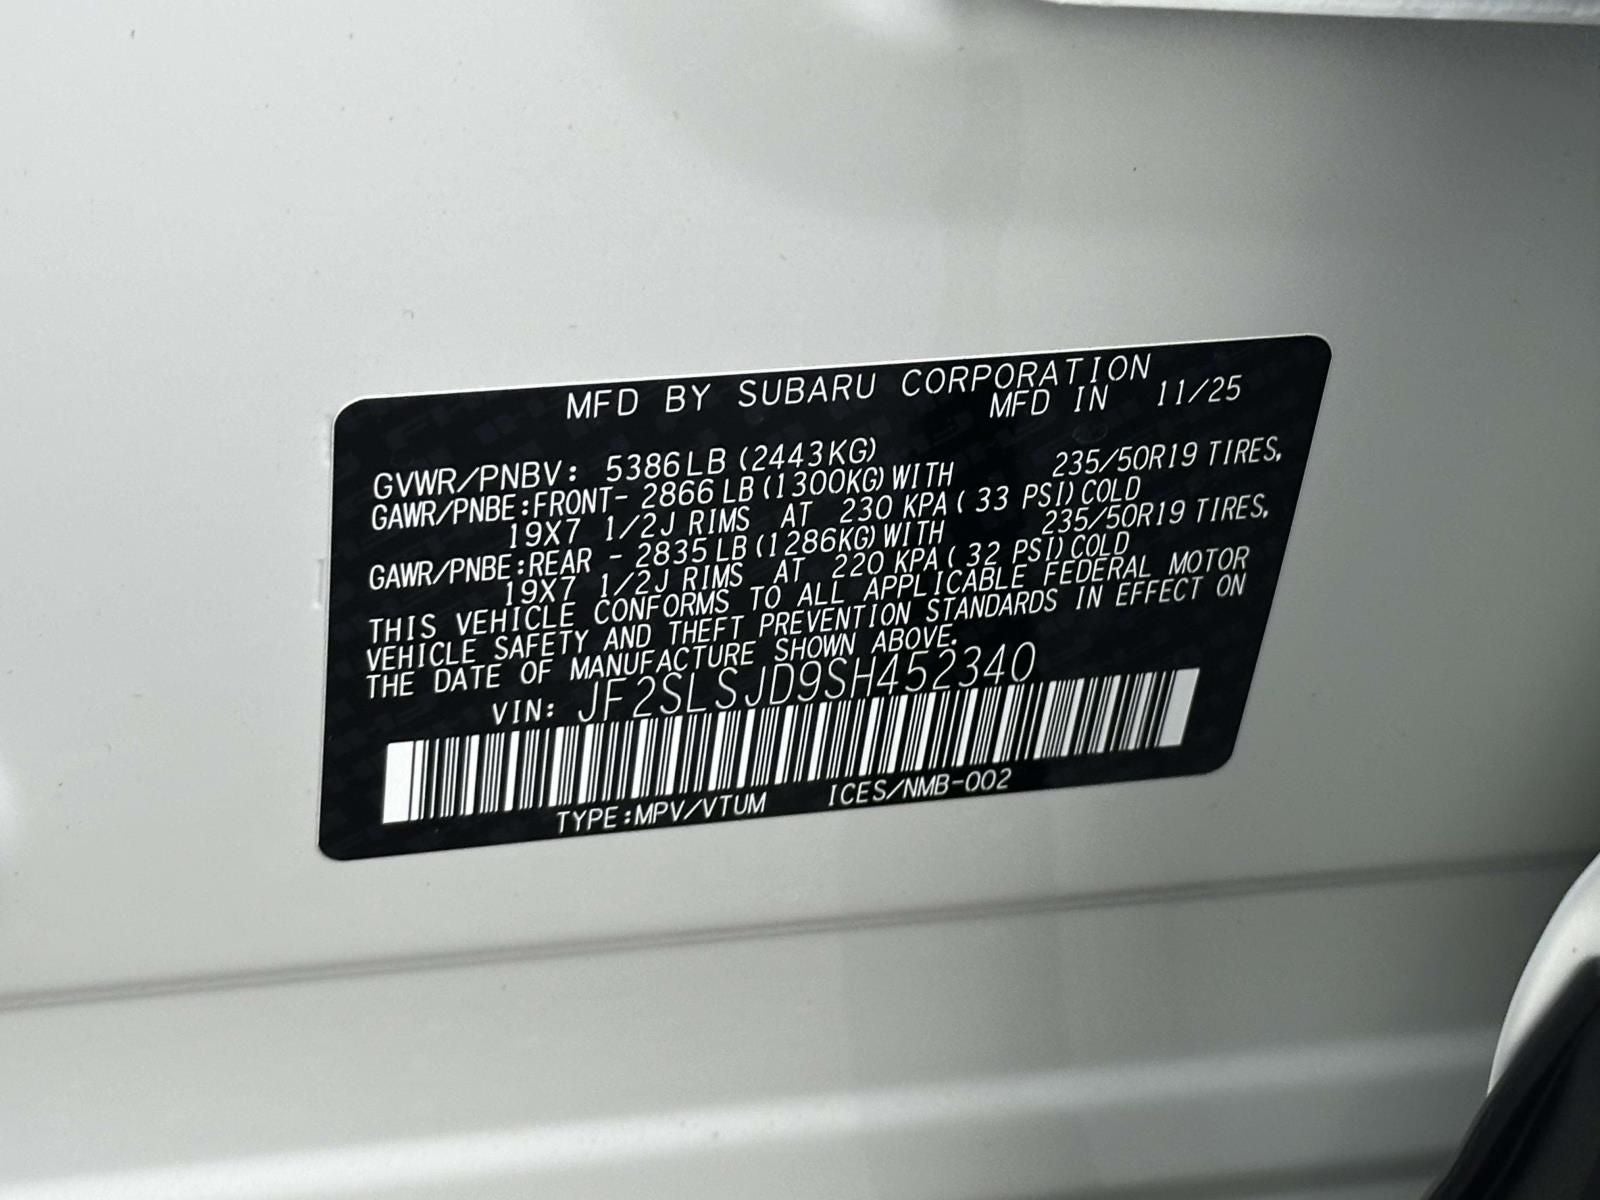 MFD BY SUBARU CORPORATION
MFD IN 11/25
GVWR/PNBV: 5386LB(2443KG)
GAWR/PNBE:FRONT- 2866LB(1300KG)WITH 235/50R19 TIRES,
19X7 1/2J RIMS AT 230 KPA( 33 PSI)COLD
GAWR/PNBE:REAR - 2835LB(1286KG)WITH 235/50R19 TIRES,
19X7 1/2J RIMS AT 220 KPA( 32 PSI)COLD
THIS VEHICLE CONFORMS TO ALL APPLICABLE FEDERAL MOTOR
VEHICLE SAFETY AND THEFT PREVENTION STANDARDS IN EFFECT ON
THE DATE OF MANUFACTURE SHOWN ABOVE.
VIN: JF2SLSJD9SH452340
TYPE:MPV/VTUM ICES/NMB-002